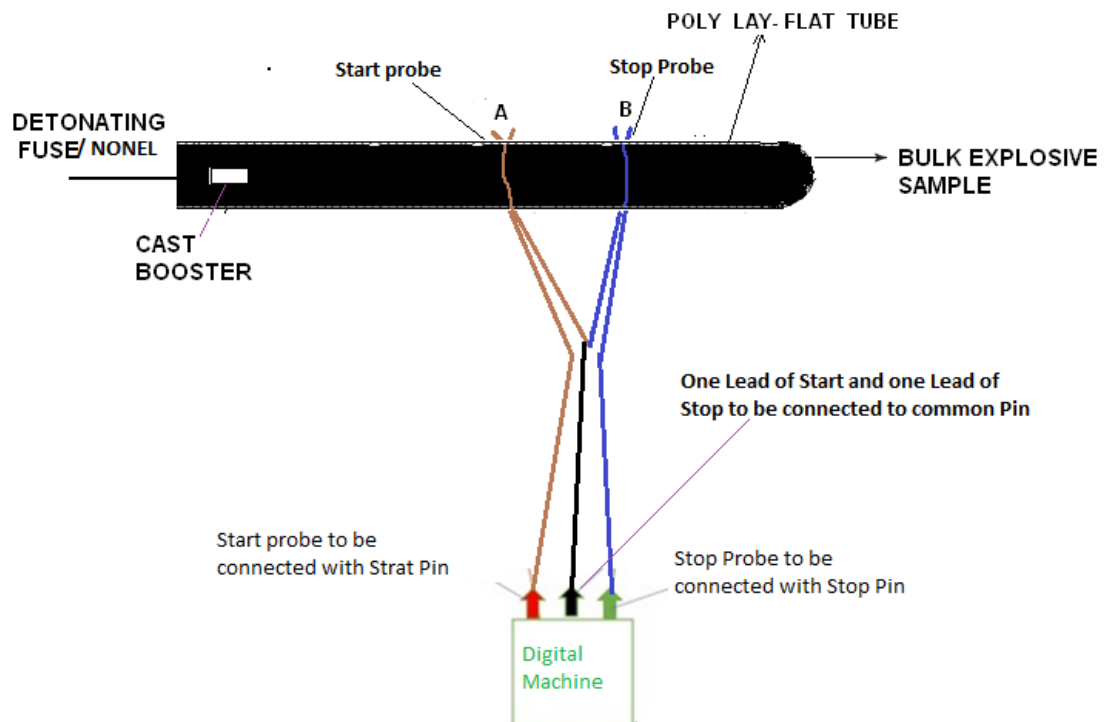 POLY LAY-FLAT TUBE
Start probe
Stop Probe
A
B
DETONATING
FUSE/ NONEL
BULK EXPLOSIVE
SAMPLE
CAST
BOOSTER
One Lead of Start and one Lead of
Stop to be connected to common Pin
Start probe to be
connected with Strat Pin
Stop Probe to be
connected with Stop Pin
Digital
Machine